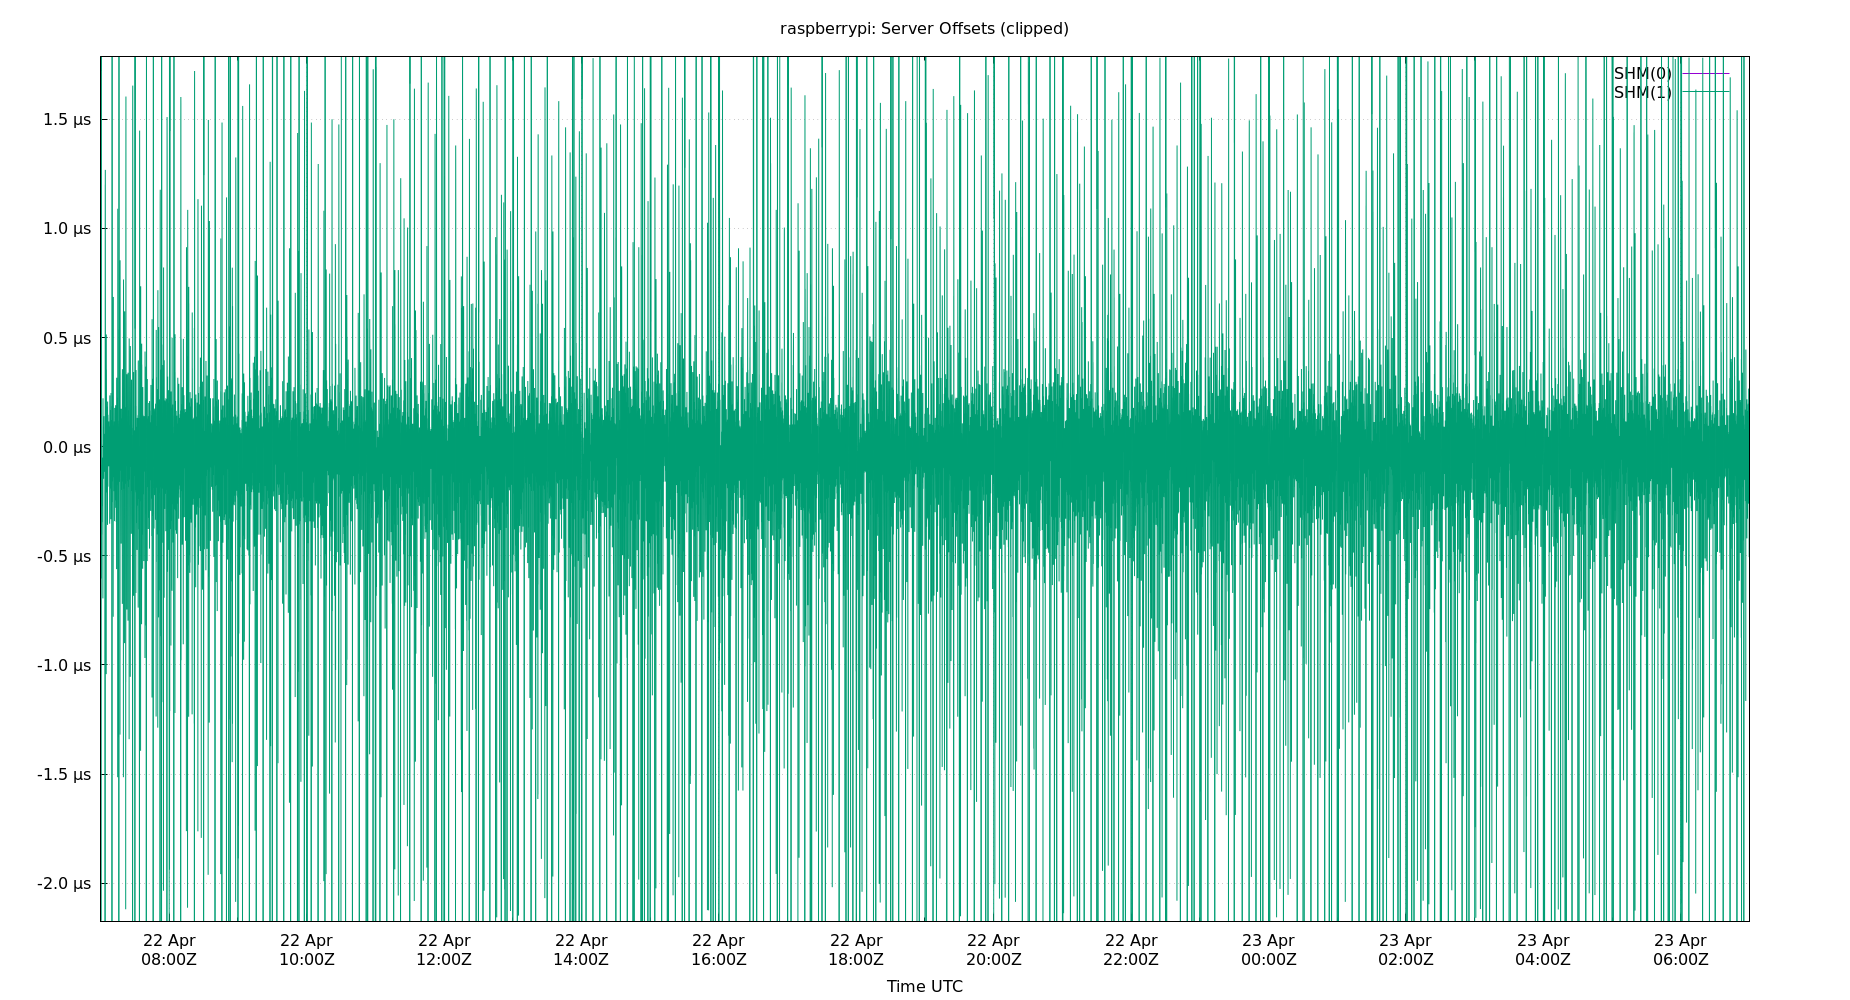 raspberrypi: Server Offsets (clipped)
SHM(0)
SHM(1)
1.5 µs
1.0 µs
0.5 µs
0.0 µs
-0.5 µs
-1.0 µs
-1.5 µs
-2.0 µs
22 Apr 22 Apr 22 Apr 22 Apr 22 Apr 22 Apr 22 Apr 22 Apr 23 Apr 23 Apr 23 Apr 23 Apr
08:00Z 10:00Z 12:00Z 14:00Z 16:00Z 18:00Z 20:00Z 22:00Z 00:00Z 02:00Z 04:00Z 06:00Z
Time UTC